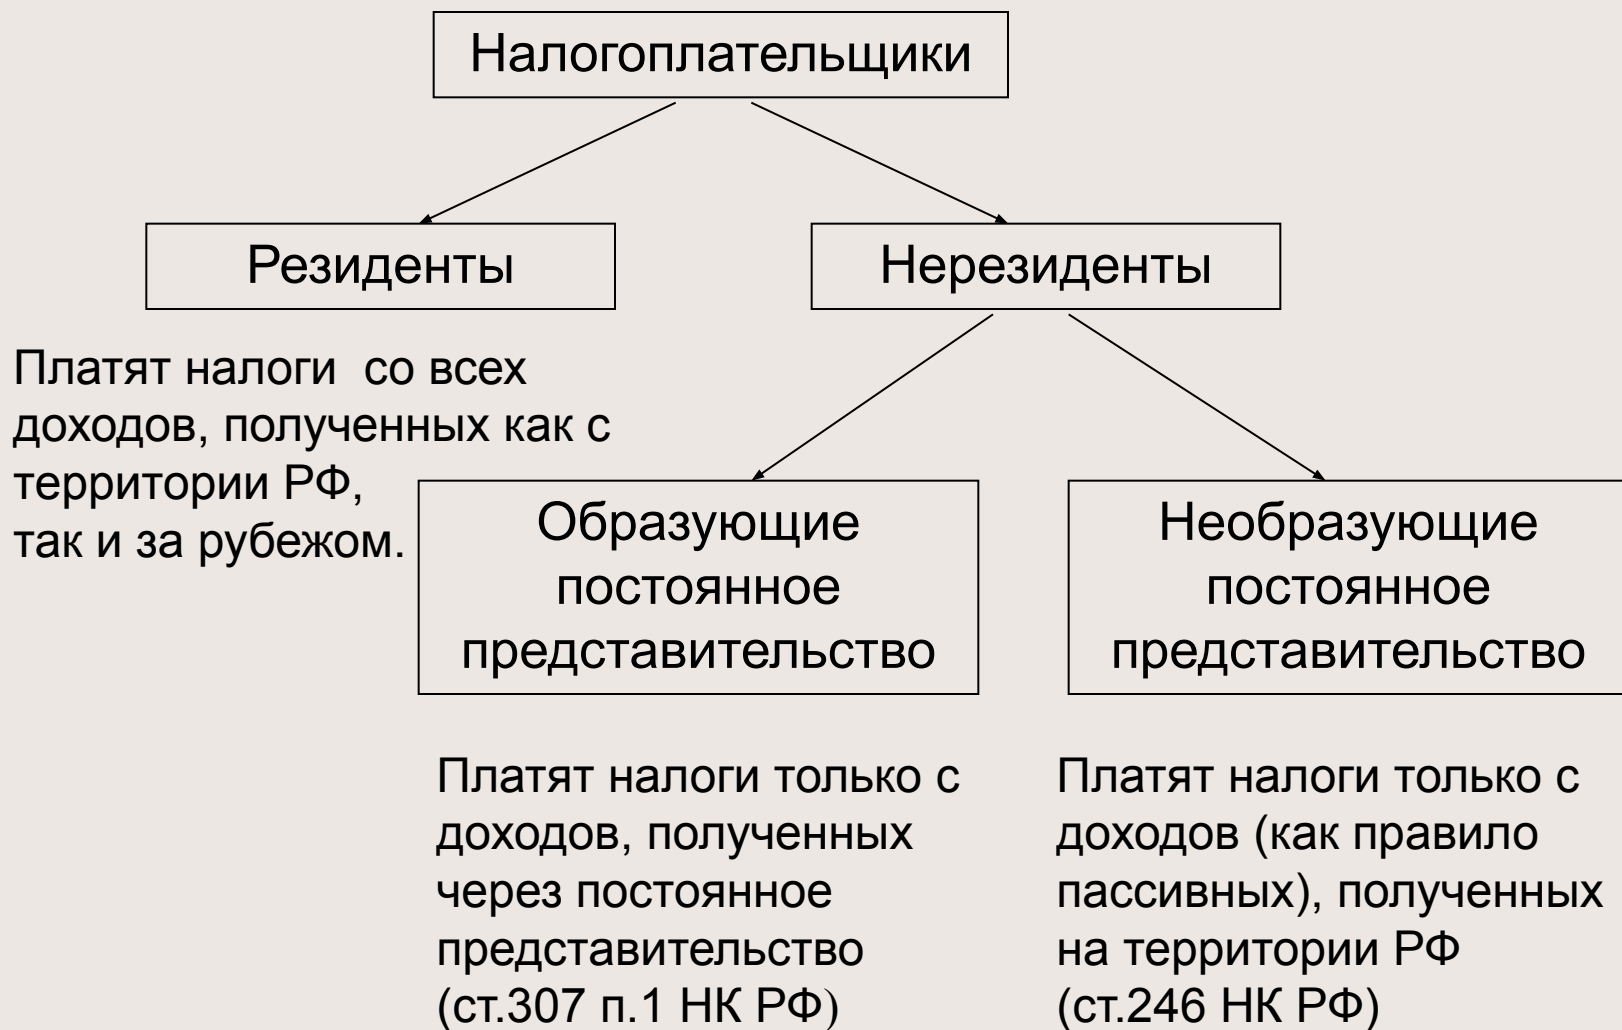 Налогоплательщики
Резиденты
Нерезиденты
Платят налоги  со всех
доходов, полученных как с
территории РФ,
так и за рубежом.
Образующие
постоянное
представительство
Необразующие
постоянное
представительство
Платят налоги только с
доходов, полученных
через постоянное
представительство
(ст.307 п.1 НК РФ)
Платят налоги только с
доходов (как правило
пассивных), полученных
на территории РФ
(ст.246 НК РФ)